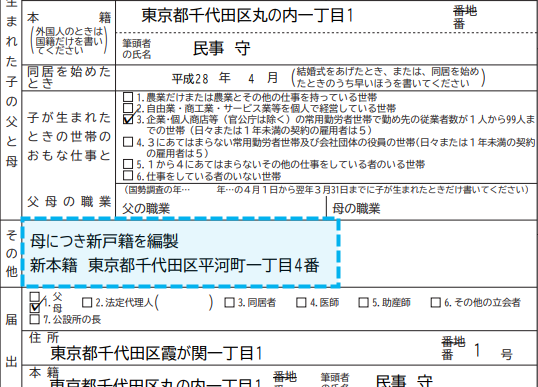 生まれた子の父と母
本籍
(外国人のときは国籍だけを書いてください)
東京都千代田区丸の内一丁目1
番地
番
筆頭者の氏名
民事 守
同居を始めたとき
平成28 年 4 月
(結婚式をあげたとき、または、同居を始めたときのうち早いほうを書いてください)
子が生まれたときの世帯のおもな仕事と
1.農業だけまたは農業とその他の仕事を持っている世帯
2.自由業・商工業・サービス業等を個人で経営している世帯
3.企業・個人商店等(官公庁は除く)の常用勤労者世帯で勤め先の従業者数が1人から99人までの世帯(日々または1年未満の契約の雇用者は5)
4.3にあてはまらない常用勤労者世帯及び会社団体の役員の世帯(日々または1年未満の契約の雇用者は5)
5.1から4にあてはまらないその他の仕事をしている者のいる世帯
6.仕事をしている者のいない世帯
父母の職業
(国勢調査の年… 年…の4月1日から翌年3月31日までに子が生まれたときだけ書いてください)
父の職業
母の職業
その他
母につき新戸籍を編製
新本籍 東京都千代田区平河町一丁目4番
届出
1.父母
2.法定代理人( )
3.同居者
4.医師
5.助産師
6.その他の立会者
7.公設所の長
住所
東京都千代田区霞が関一丁目1
番地
番
1 号
本籍
東京都千代田区丸の内一丁目1
番地
筆頭者
民事 守